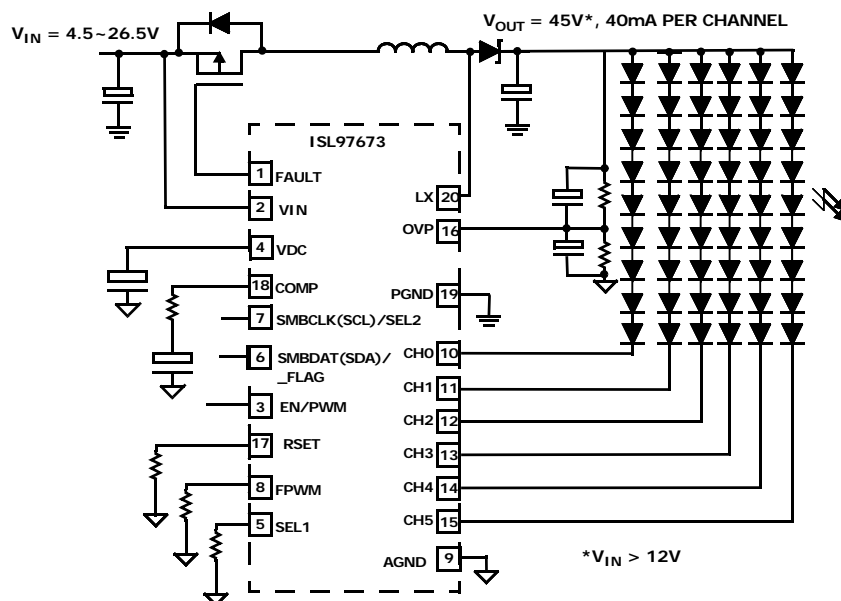 V_IN = 4.5~26.5V
V_OUT = 45V*, 40mA PER CHANNEL
ISL97673
1 FAULT
2 VIN
4 VDC
18 COMP
7 SMBCLK(SCL)/SEL2
6 SMBDAT(SDA)/
_FLAG
3 EN/PWM
17 RSET
8 FPWM
5 SEL1
LX 20
OVP 16
PGND 19
CH0 10
CH1 11
CH2 12
CH3 13
CH4 14
CH5 15
AGND 9
*V_IN > 12V